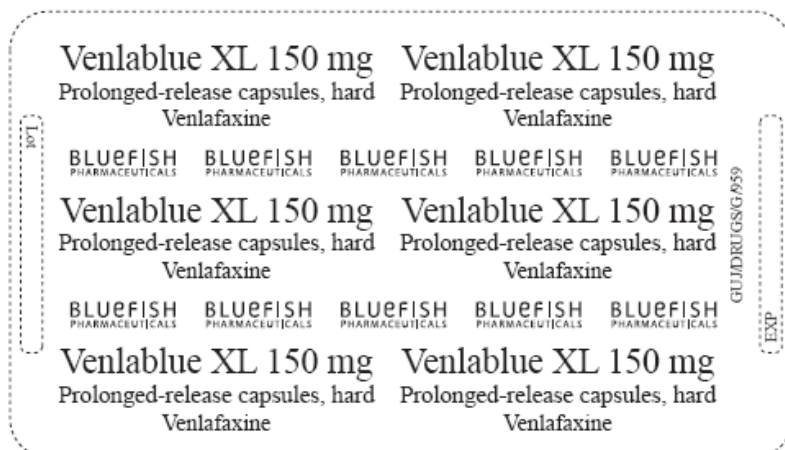 Venlablue XL 150 mg Venlablue XL 150 mg
Prolonged-release capsules, hard Prolonged-release capsules, hard
Venlafaxine Venlafaxine
Lot
BLUEFISH BLUEFISH BLUEFISH BLUEFISH BLUEFISH
PHARMACEUTICALS PHARMACEUTICALS PHARMACEUTICALS PHARMACEUTICALS PHARMACEUTICALS
Venlablue XL 150 mg Venlablue XL 150 mg
Prolonged-release capsules, hard Prolonged-release capsules, hard
Venlafaxine Venlafaxine
GUJ/DRUGS/G/959
BLUEFISH BLUEFISH BLUEFISH BLUEFISH BLUEFISH
PHARMACEUTICALS PHARMACEUTICALS PHARMACEUTICALS PHARMACEUTICALS PHARMACEUTICALS
EXP
Venlablue XL 150 mg Venlablue XL 150 mg
Prolonged-release capsules, hard Prolonged-release capsules, hard
Venlafaxine Venlafaxine